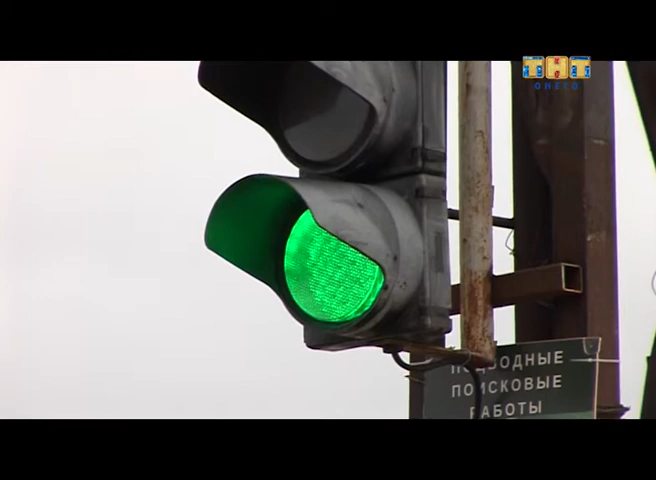 ТНТ
ОНЕГО
ПОДВОДНЫЕ
ПОИСКОВЫЕ
РАБОТЫ